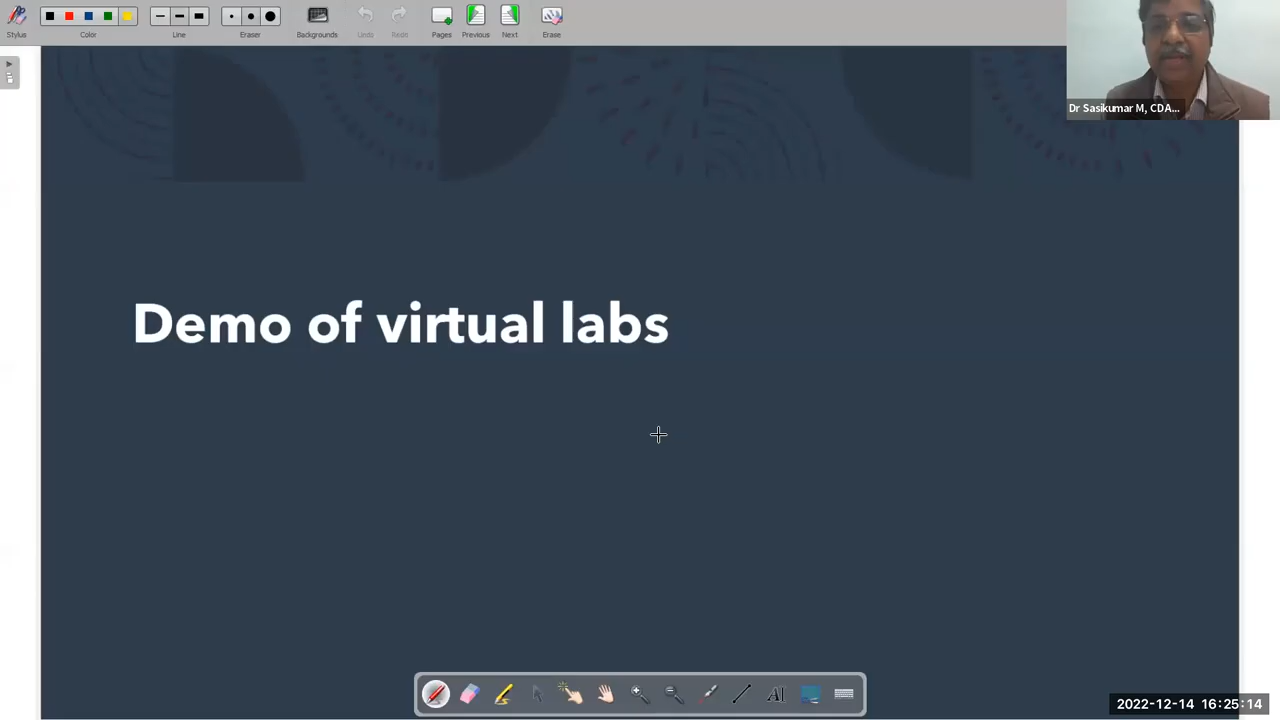 Stylus
Color
Line
Eraser
Backgrounds
Undo
Redo
Pages
Previous
Next
Erase
Dr Sasikumar M, CDA...
Demo of virtual labs
AI
2022-12-14 16:25:14